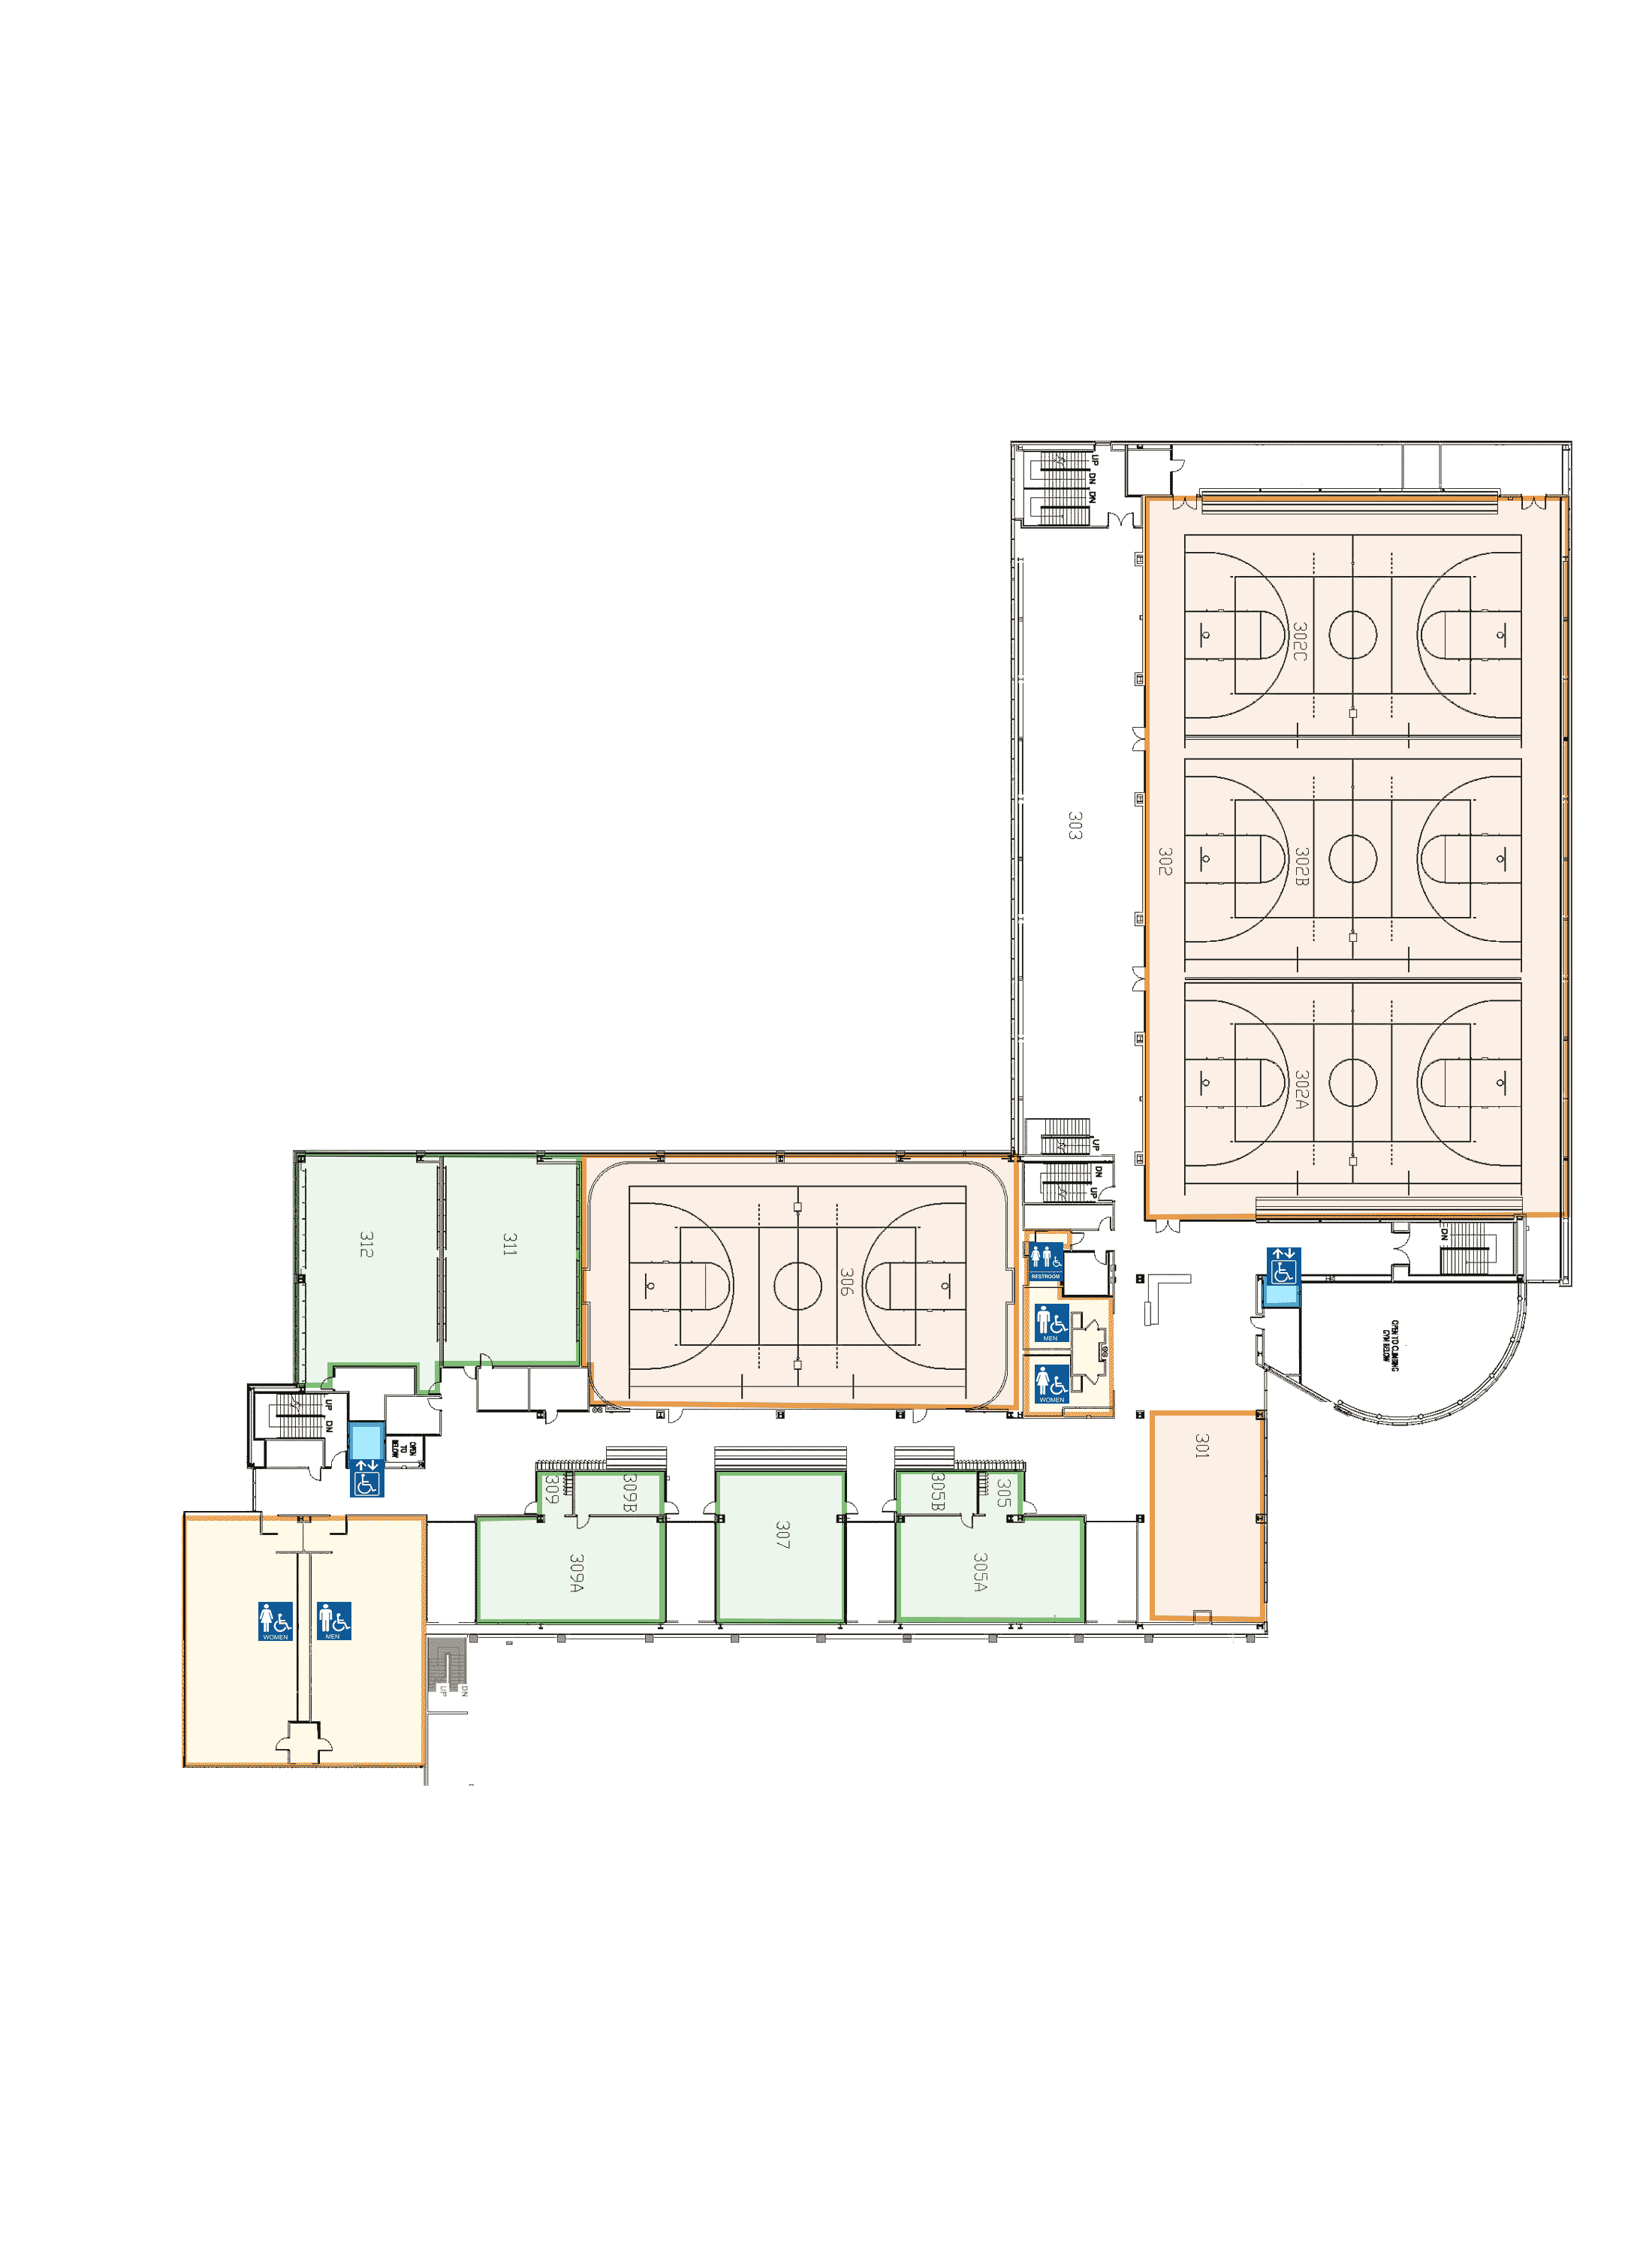 UP
DN
DN
302C
303
302
302B
302A
UP
DN
UP
DN
312
311
306
RESTROOM
MEN
WOMEN
OPEN TO CLIMBING
GYM BELOW
UP
DN
OPEN
TO
BELOW
301
309
309B
305B
305
307
309A
305A
WOMEN
MEN
UP
DN